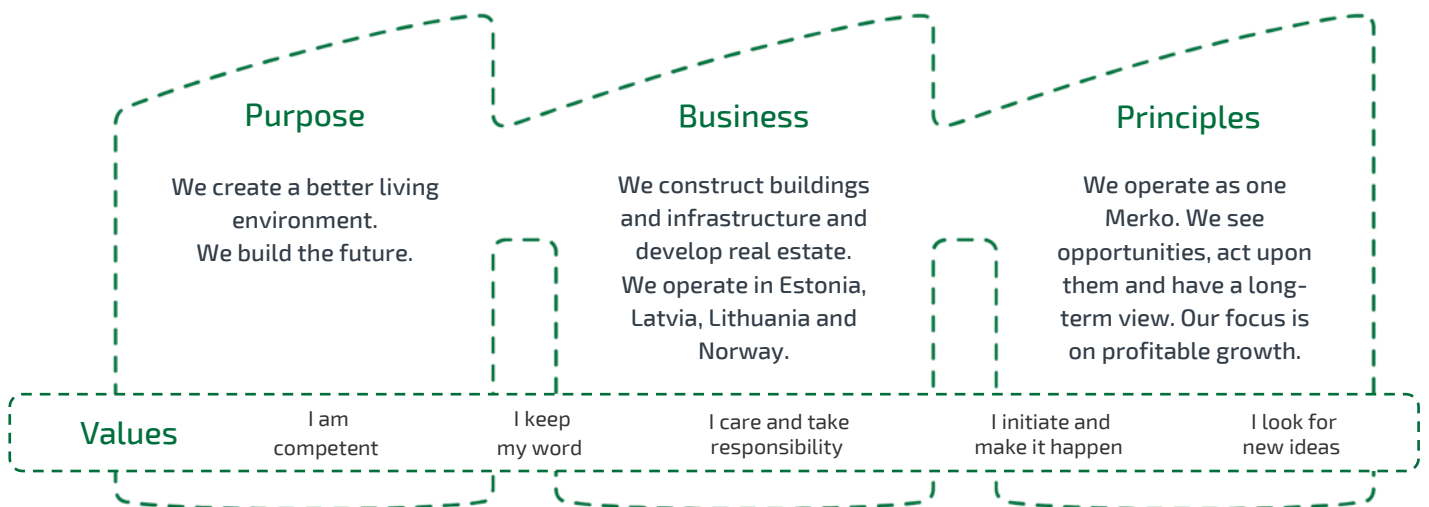 Purpose
We create a better living
environment.
We build the future.
Business
We construct buildings
and infrastructure and
develop real estate.
We operate in Estonia,
Latvia, Lithuania and
Norway.
Principles
We operate as one
Merko. We see
opportunities, act upon
them and have a long-
term view. Our focus is
on profitable growth.
Values
I am
competent
I keep
my word
I care and take
responsibility
I initiate and
make it happen
I look for
new ideas